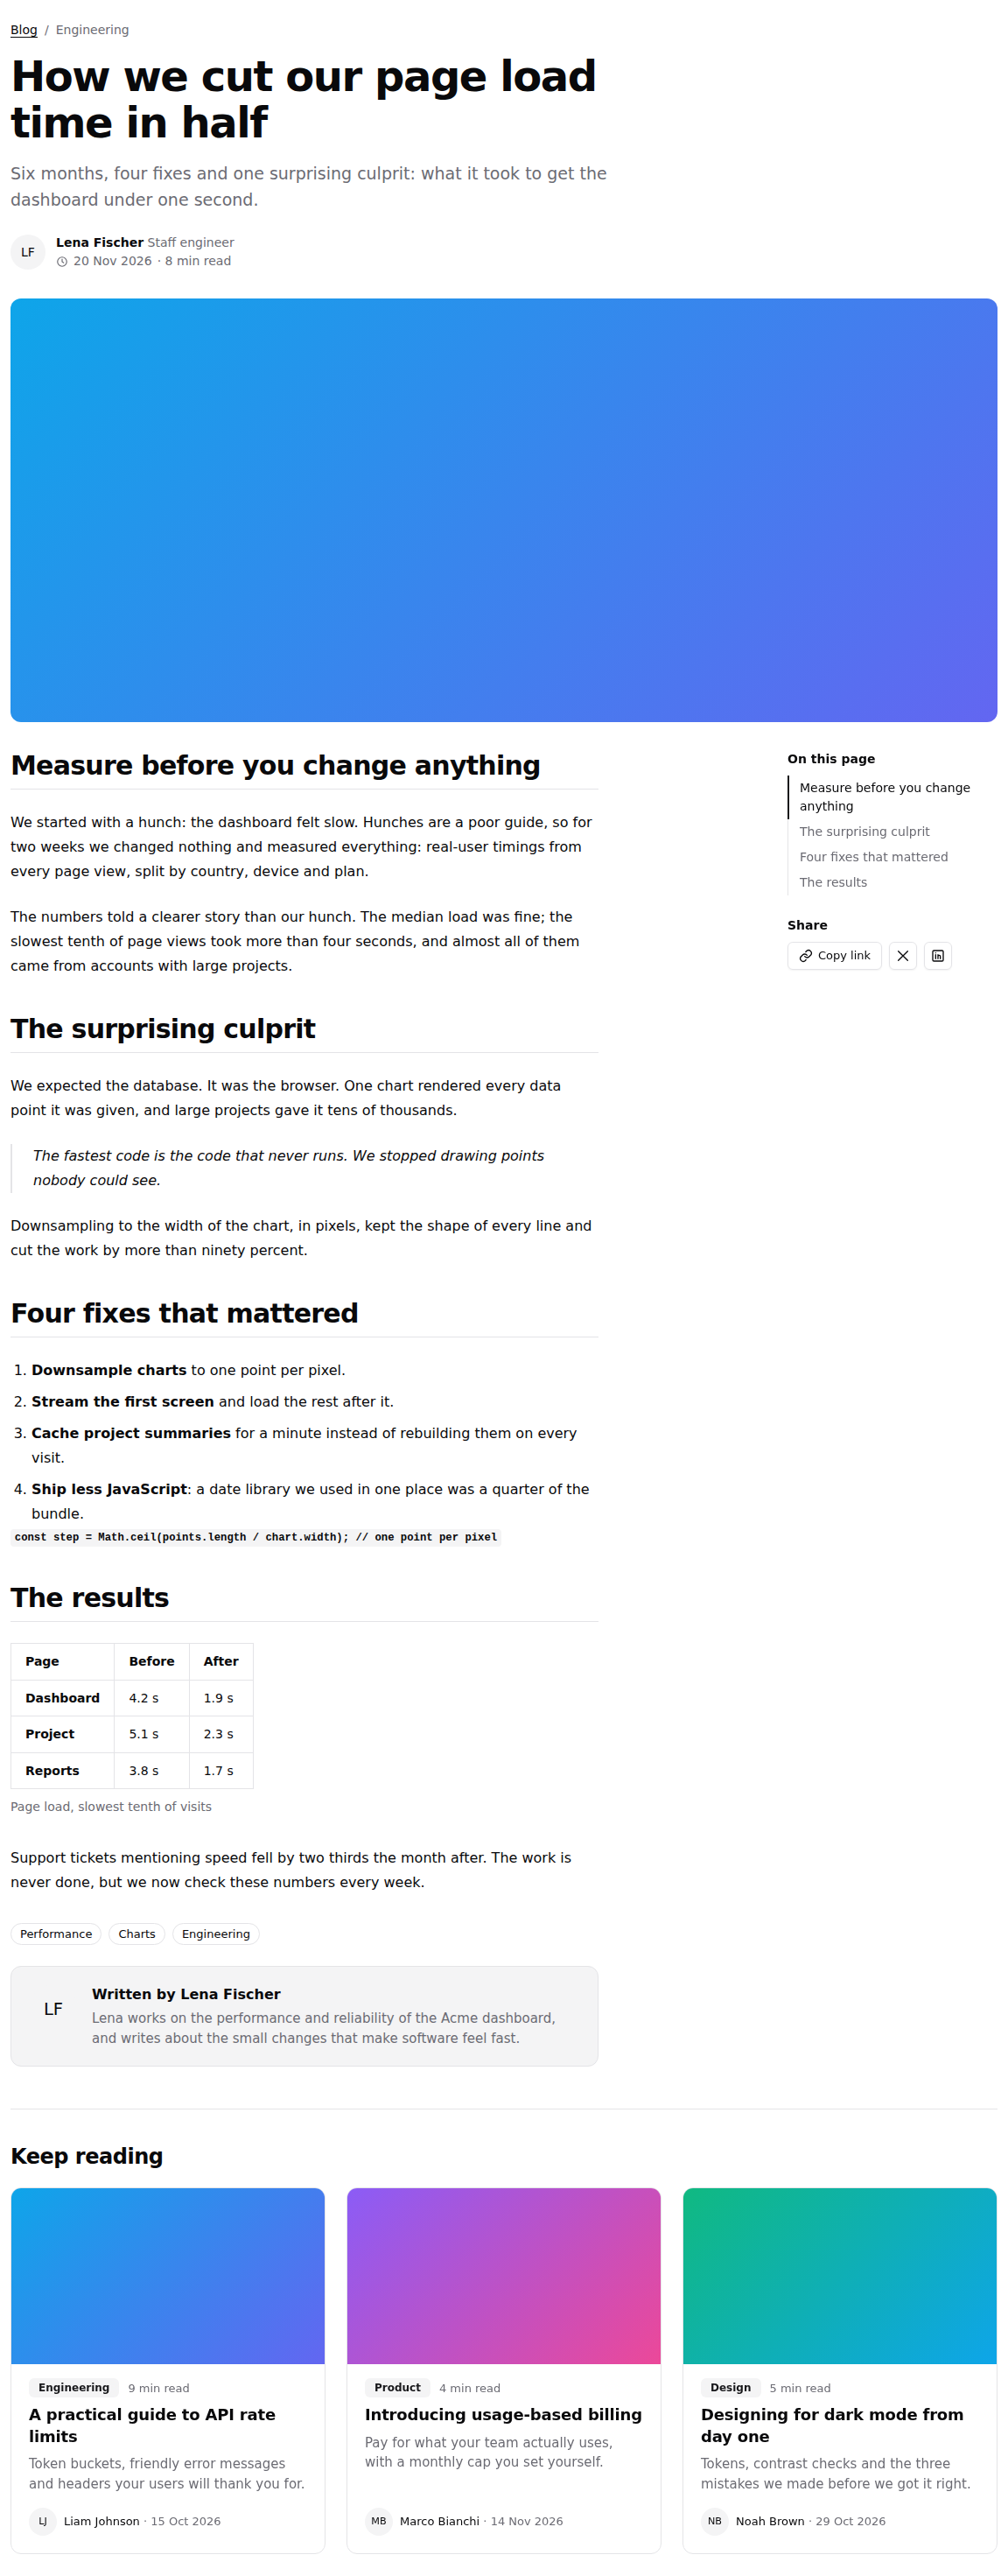 Blog / Engineering
How we cut our page load
time in half
Six months, four fixes and one surprising culprit: what it took to get the
dashboard under one second.
LF
Lena Fischer Staff engineer
20 Nov 2026 · 8 min read
Measure before you change anything
We started with a hunch: the dashboard felt slow. Hunches are a poor guide, so for
two weeks we changed nothing and measured everything: real-user timings from
every page view, split by country, device and plan.
The numbers told a clearer story than our hunch. The median load was fine; the
slowest tenth of page views took more than four seconds, and almost all of them
came from accounts with large projects.
The surprising culprit
We expected the database. It was the browser. One chart rendered every data
point it was given, and large projects gave it tens of thousands.
The fastest code is the code that never runs. We stopped drawing points
nobody could see.
Downsampling to the width of the chart, in pixels, kept the shape of every line and
cut the work by more than ninety percent.
Four fixes that mattered
1. Downsample charts to one point per pixel.
2. Stream the first screen and load the rest after it.
3. Cache project summaries for a minute instead of rebuilding them on every
visit.
4. Ship less JavaScript: a date library we used in one place was a quarter of the
bundle.
const step = Math.ceil(points.length / chart.width); // one point per pixel
The results
Page Before After
Dashboard 4.2 s 1.9 s
Project 5.1 s 2.3 s
Reports 3.8 s 1.7 s
Page load, slowest tenth of visits
Support tickets mentioning speed fell by two thirds the month after. The work is
never done, but we now check these numbers every week.
Performance Charts Engineering
LF
Written by Lena Fischer
Lena works on the performance and reliability of the Acme dashboard,
and writes about the small changes that make software feel fast.
On this page
Measure before you change
anything
The surprising culprit
Four fixes that mattered
The results
Share
Copy link
Keep reading
Engineering 9 min read
A practical guide to API rate
limits
Token buckets, friendly error messages
and headers your users will thank you for.
LJ Liam Johnson · 15 Oct 2026
Product 4 min read
Introducing usage-based billing
Pay for what your team actually uses,
with a monthly cap you set yourself.
MB Marco Bianchi · 14 Nov 2026
Design 5 min read
Designing for dark mode from
day one
Tokens, contrast checks and the three
mistakes we made before we got it right.
NB Noah Brown · 29 Oct 2026